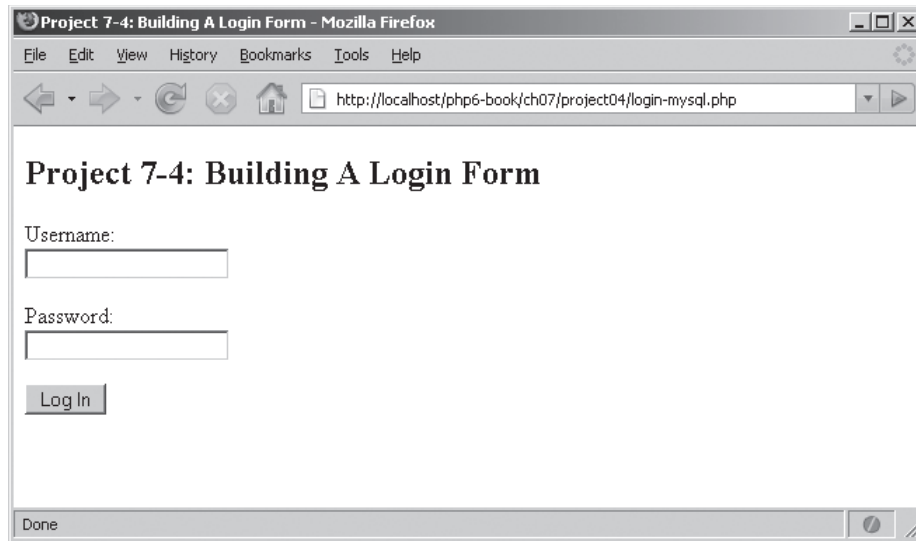 Project 7-4: Building A Login Form - Mozilla Firefox
File Edit View History Bookmarks Tools Help
http://localhost/php6-book/ch07/project04/login-mysql.php
Project 7-4: Building A Login Form
Username:
Password:
Log In
Done